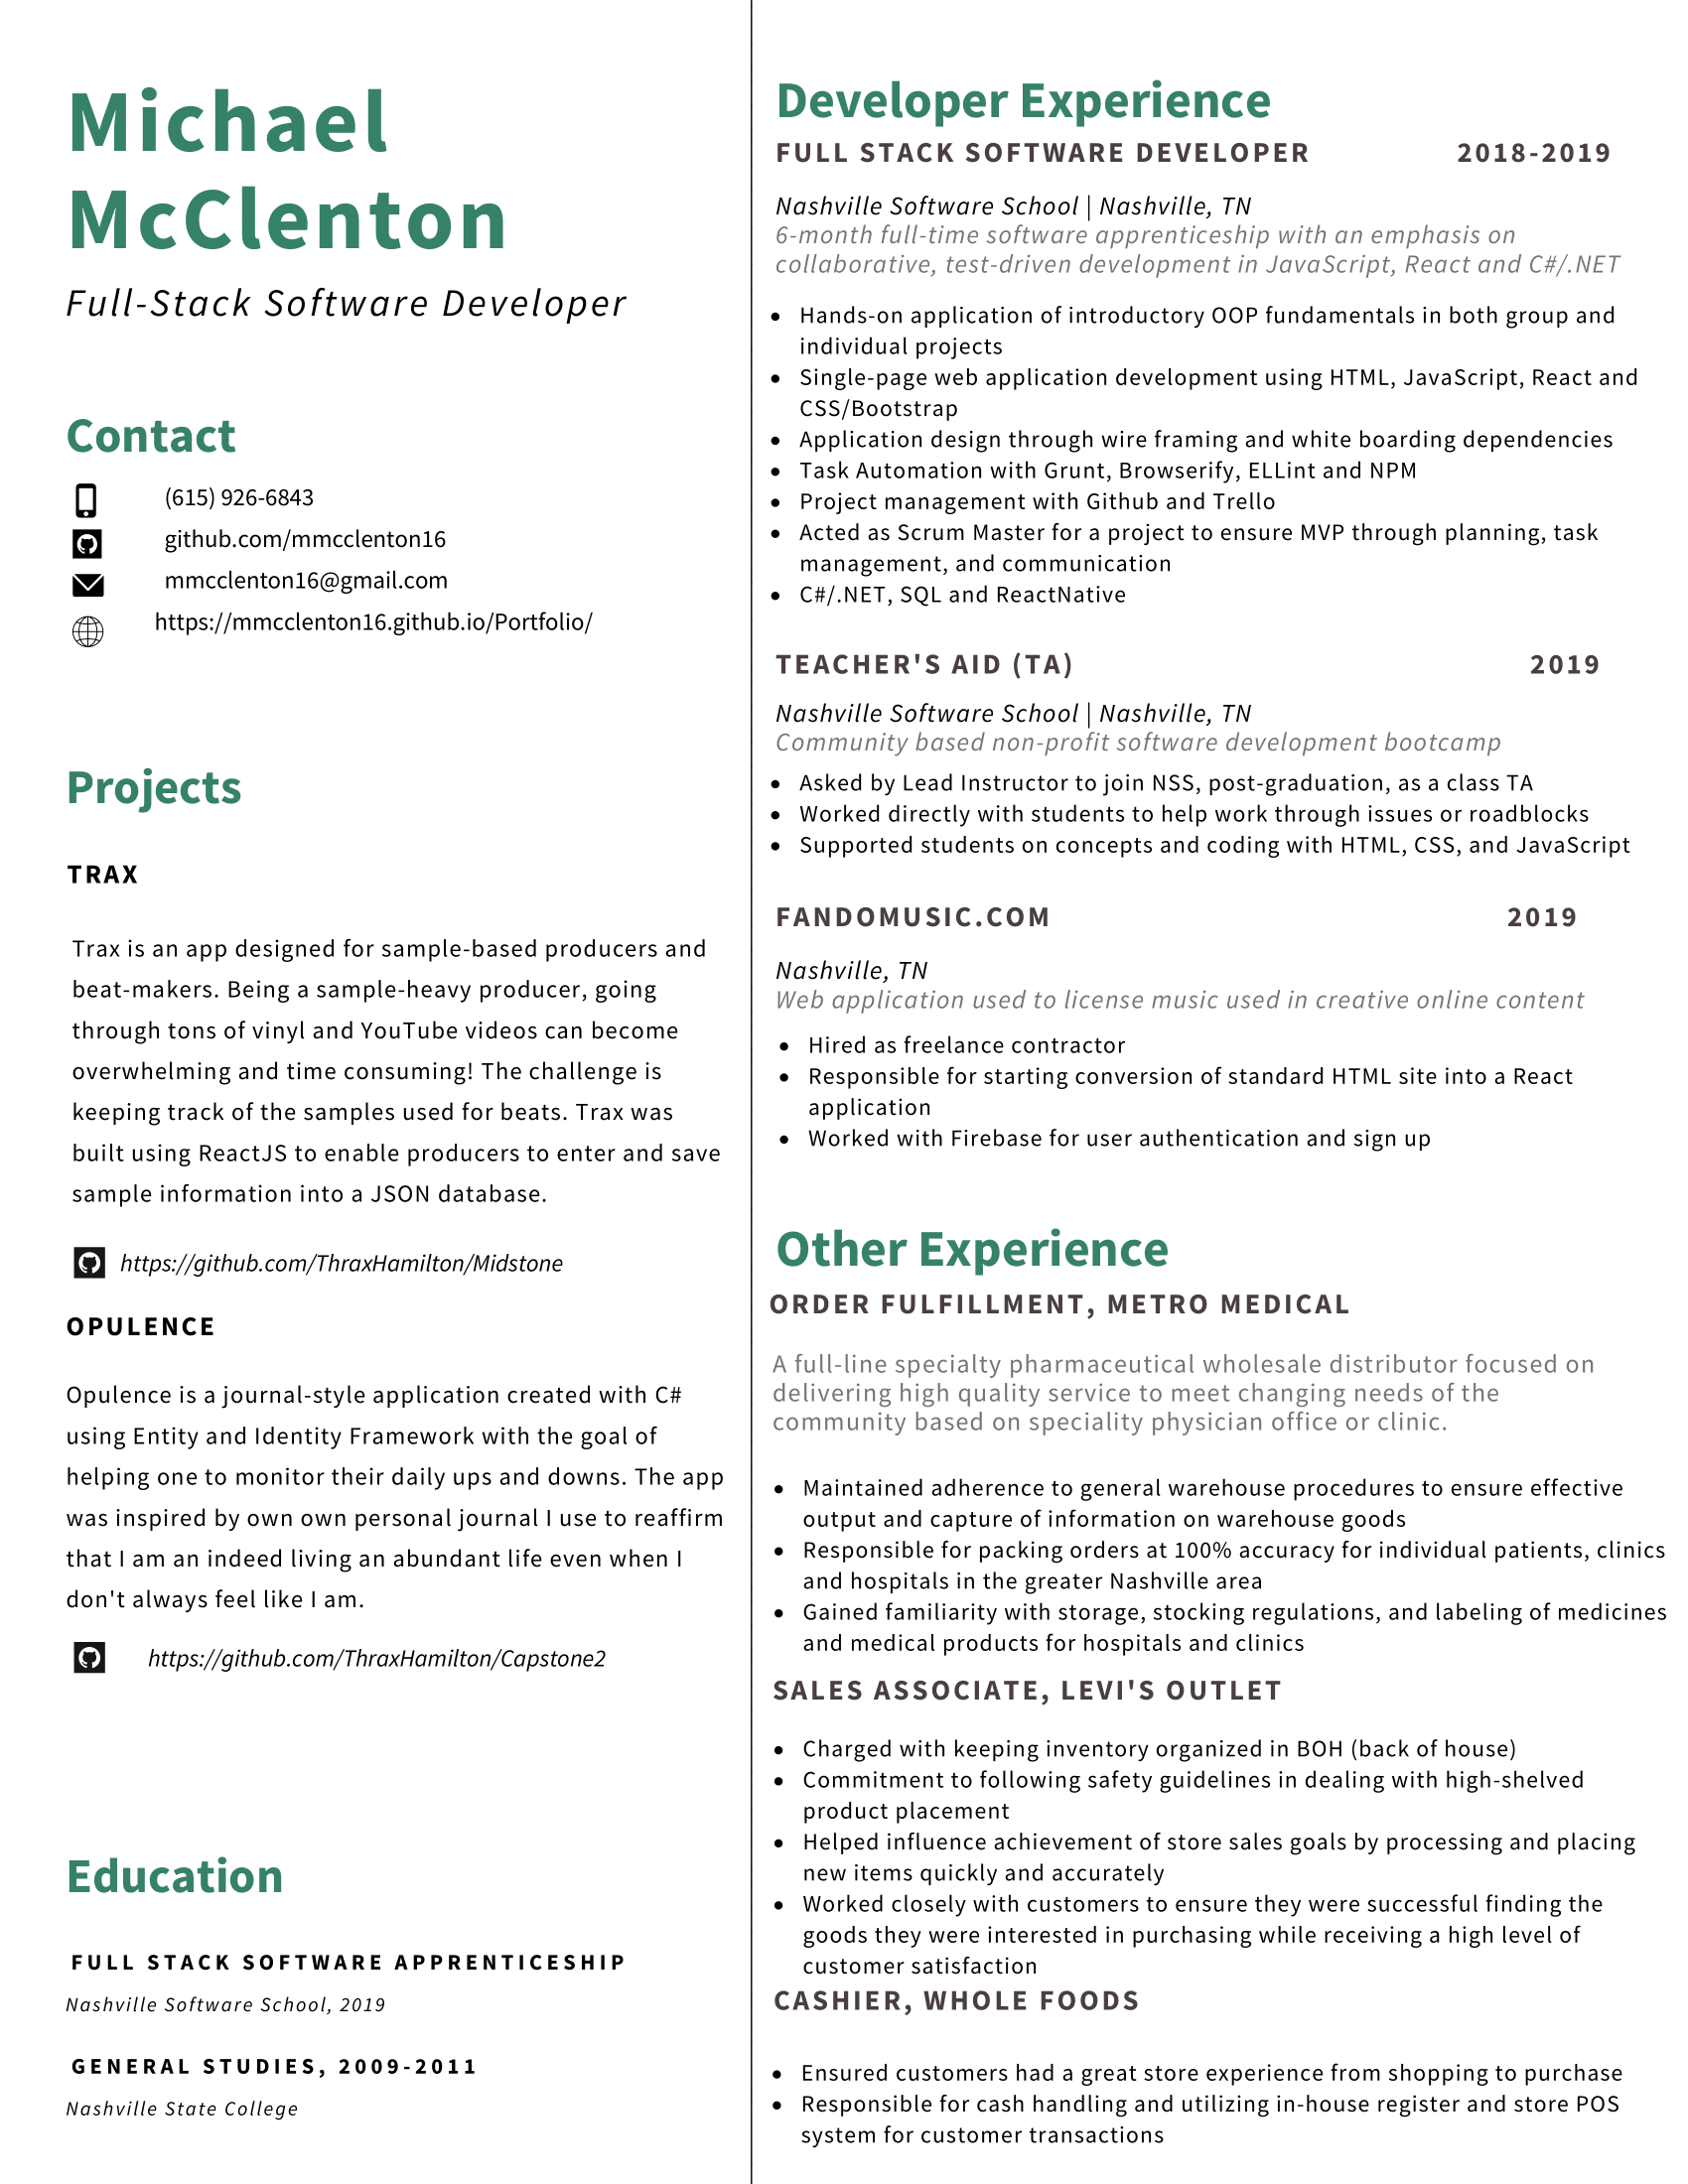 Michael
McClenton
Full-Stack Software Developer
Contact
(615) 926-6843
github.com/mmcclenton16
mmcclenton16@gmail.com
https://mmcclenton16.github.io/Portfolio/
Projects
TRAX
Trax is an app designed for sample-based producers and
beat-makers. Being a sample-heavy producer, going
through tons of vinyl and YouTube videos can become
overwhelming and time consuming! The challenge is
keeping track of the samples used for beats. Trax was
built using ReactJS to enable producers to enter and save
sample information into a JSON database.
https://github.com/ThraxHamilton/Midstone
OPULENCE
Opulence is a journal-style application created with C#
using Entity and Identity Framework with the goal of
helping one to monitor their daily ups and downs. The app
was inspired by own own personal journal I use to reaffirm
that I am an indeed living an abundant life even when I
don't always feel like I am.
https://github.com/ThraxHamilton/Capstone2
Education
FULL STACK SOFTWARE APPRENTICESHIP
Nashville Software School, 2019
GENERAL STUDIES, 2009-2011
Nashville State College
Developer Experience
FULL STACK SOFTWARE DEVELOPER 2018-2019
Nashville Software School | Nashville, TN
6-month full-time software apprenticeship with an emphasis on
collaborative, test-driven development in JavaScript, React and C#/.NET
• Hands-on application of introductory OOP fundamentals in both group and
individual projects
• Single-page web application development using HTML, JavaScript, React and
CSS/Bootstrap
• Application design through wire framing and white boarding dependencies
• Task Automation with Grunt, Browserify, ELLint and NPM
• Project management with Github and Trello
• Acted as Scrum Master for a project to ensure MVP through planning, task
management, and communication
• C#/.NET, SQL and ReactNative
TEACHER'S AID (TA) 2019
Nashville Software School | Nashville, TN
Community based non-profit software development bootcamp
• Asked by Lead Instructor to join NSS, post-graduation, as a class TA
• Worked directly with students to help work through issues or roadblocks
• Supported students on concepts and coding with HTML, CSS, and JavaScript
FANDOMUSIC.COM 2019
Nashville, TN
Web application used to license music used in creative online content
• Hired as freelance contractor
• Responsible for starting conversion of standard HTML site into a React
application
• Worked with Firebase for user authentication and sign up
Other Experience
ORDER FULFILLMENT, METRO MEDICAL
A full-line specialty pharmaceutical wholesale distributor focused on
delivering high quality service to meet changing needs of the
community based on speciality physician office or clinic.
• Maintained adherence to general warehouse procedures to ensure effective
output and capture of information on warehouse goods
• Responsible for packing orders at 100% accuracy for individual patients, clinics
and hospitals in the greater Nashville area
• Gained familiarity with storage, stocking regulations, and labeling of medicines
and medical products for hospitals and clinics
SALES ASSOCIATE, LEVI'S OUTLET
• Charged with keeping inventory organized in BOH (back of house)
• Commitment to following safety guidelines in dealing with high-shelved
product placement
• Helped influence achievement of store sales goals by processing and placing
new items quickly and accurately
• Worked closely with customers to ensure they were successful finding the
goods they were interested in purchasing while receiving a high level of
customer satisfaction
CASHIER, WHOLE FOODS
• Ensured customers had a great store experience from shopping to purchase
• Responsible for cash handling and utilizing in-house register and store POS
system for customer transactions